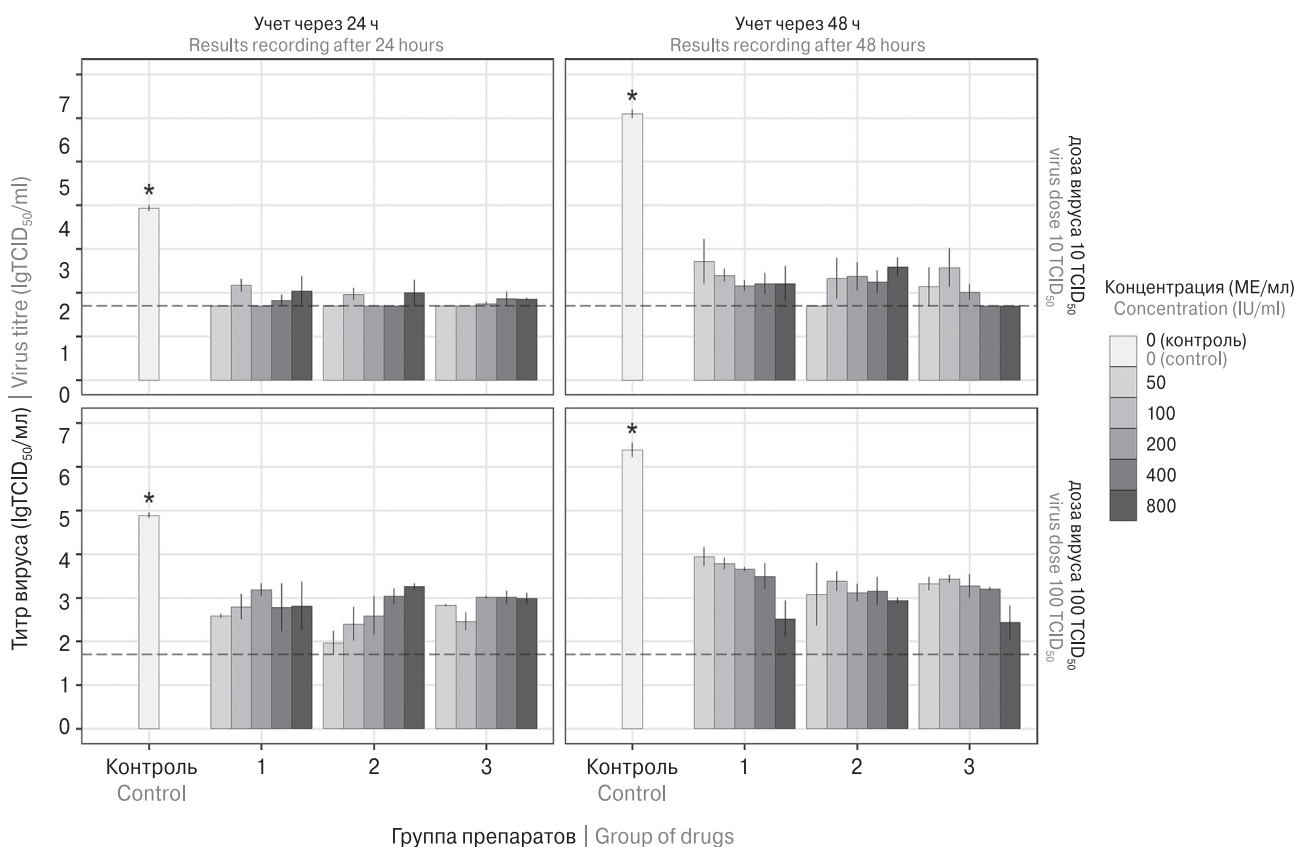 Учет через 24 ч
Results recording after 24 hours
Учет через 48 ч
Results recording after 48 hours
Титр вируса (lgTCID₅₀/мл) | Virus titre (lgTCID₅₀/ml)
7
6
5
4
3
2
1
0
*
*
доза вируса 10 TCID₅₀
virus dose 10 TCID₅₀
7
6
5
4
3
2
1
0
*
*
доза вируса 100 TCID₅₀
virus dose 100 TCID₅₀
Контроль 1 2 3
Control
Контроль 1 2 3
Control
Группа препаратов | Group of drugs
Концентрация (МЕ/мл)
Concentration (IU/ml)
0 (контроль)
0 (control)
50
100
200
400
800